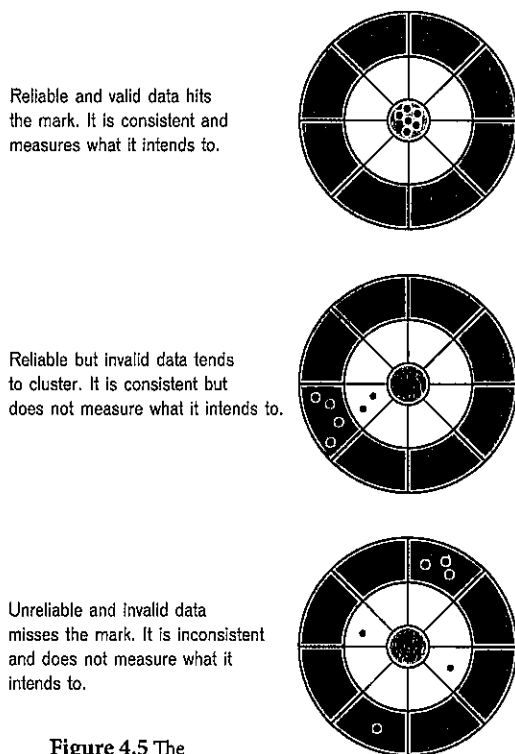 Reliable and valid data hits
the mark. It is consistent and
measures what it intends to.
Reliable but invalid data tends
to cluster. It is consistent but
does not measure what it intends to.
Unreliable and invalid data
misses the mark. It is inconsistent
and does not measure what it
intends to.
Figure 4.5 The